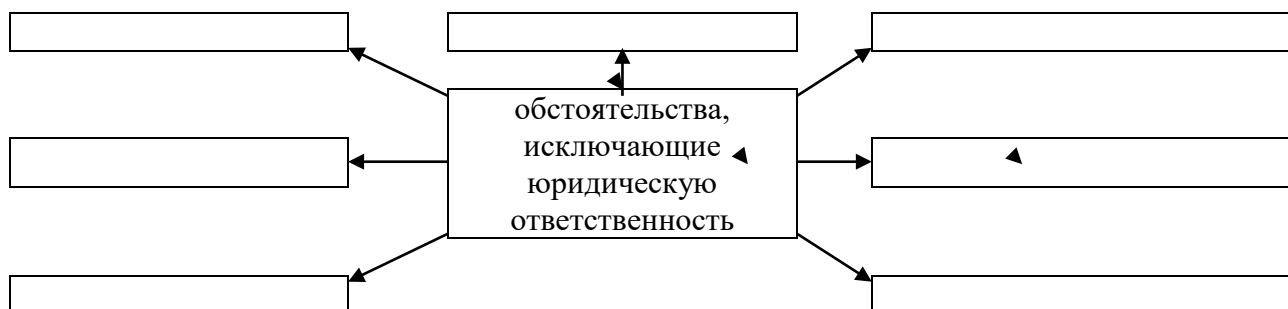 обстоятельства,
исключающие
юридическую
ответственность